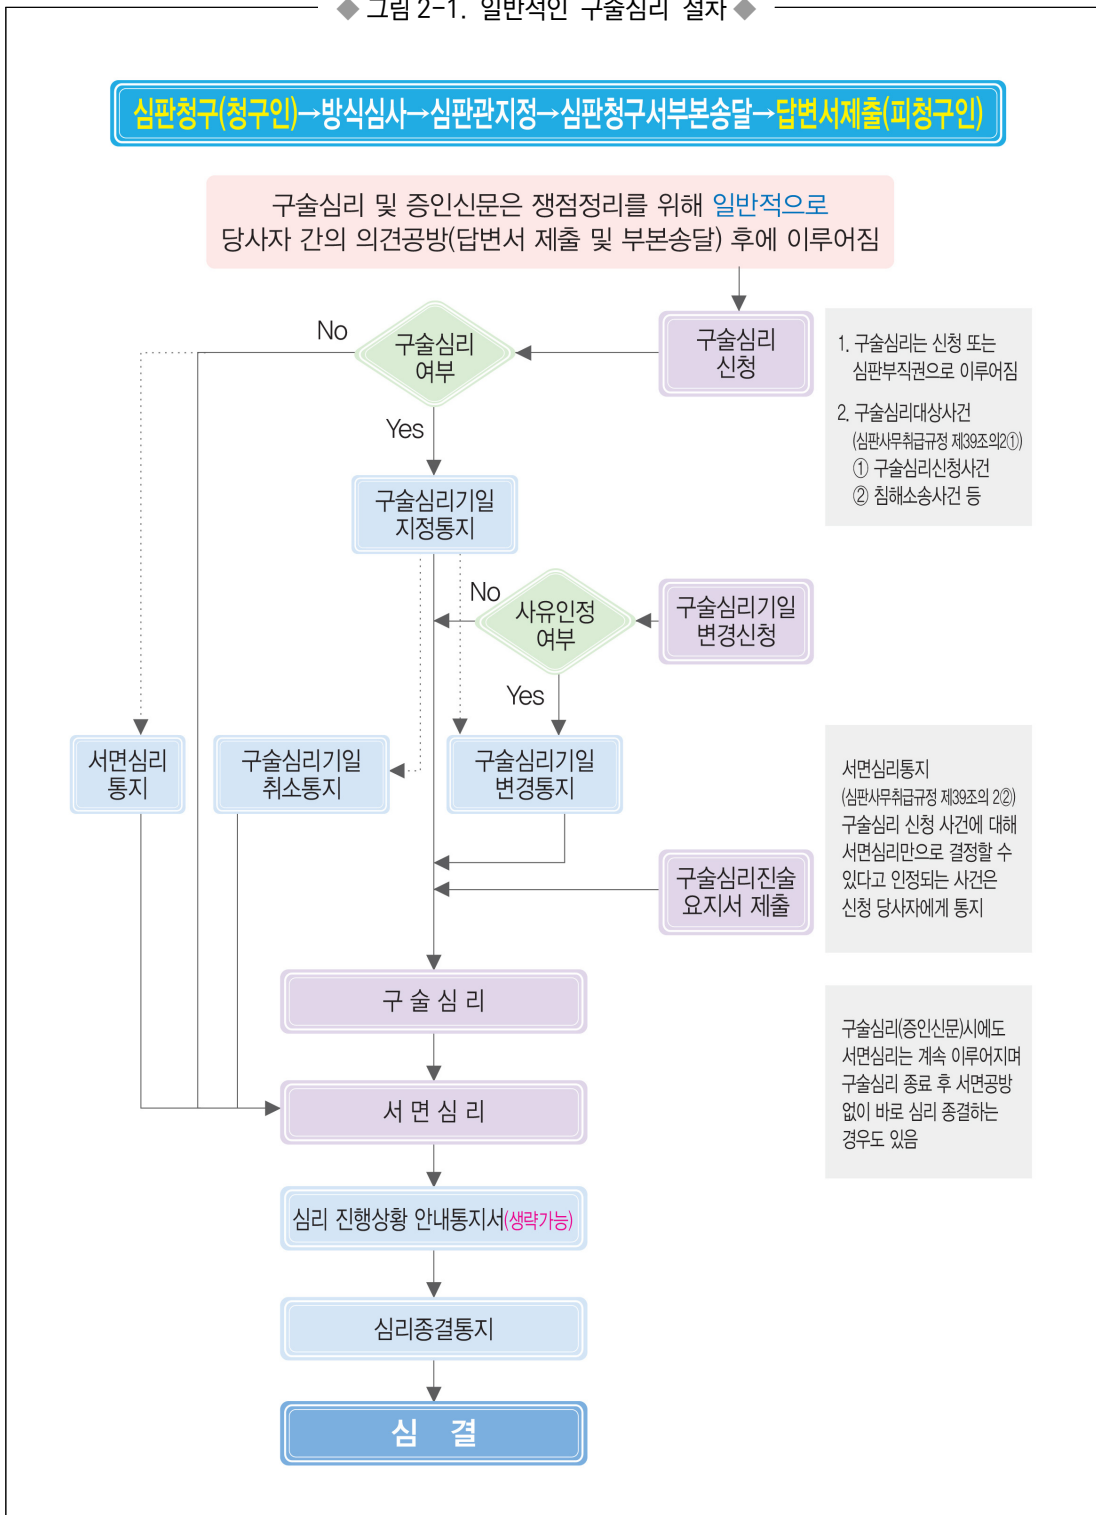 ◆ 그림 2-1. 일반적인 구술심리 절차 ◆
심판청구(청구인)→방식심사→심판관지정→심판청구서부본송달→답변서제출(피청구인)
구술심리 및 증인신문은 쟁점정리를 위해 일반적으로
당사자 간의 의견공방(답변서 제출 및 부본송달) 후에 이루어짐
No
구술심리
여부
구술심리
신청
1. 구술심리는 신청 또는
심판부직권으로 이루어짐
2. 구술심리대상사건
(심판사무취급규정 제39조의2①)
① 구술심리신청사건
② 침해소송사건 등
Yes
구술심리기일
지정통지
No
사유인정
여부
구술심리기일
변경신청
Yes
서면심리
통지
구술심리기일
취소통지
구술심리기일
변경통지
서면심리통지
(심판사무취급규정 제39조의 2②)
구술심리 신청 사건에 대해
서면심리만으로 결정할 수
있다고 인정되는 사건은
신청 당사자에게 통지
구술심리진술
요지서 제출
구 술 심 리
구술심리(증인신문)시에도
서면심리는 계속 이루어지며
구술심리 종료 후 서면공방
없이 바로 심리 종결하는
경우도 있음
서 면 심 리
심리 진행상황 안내통지서(생략가능)
심리종결통지
심 결